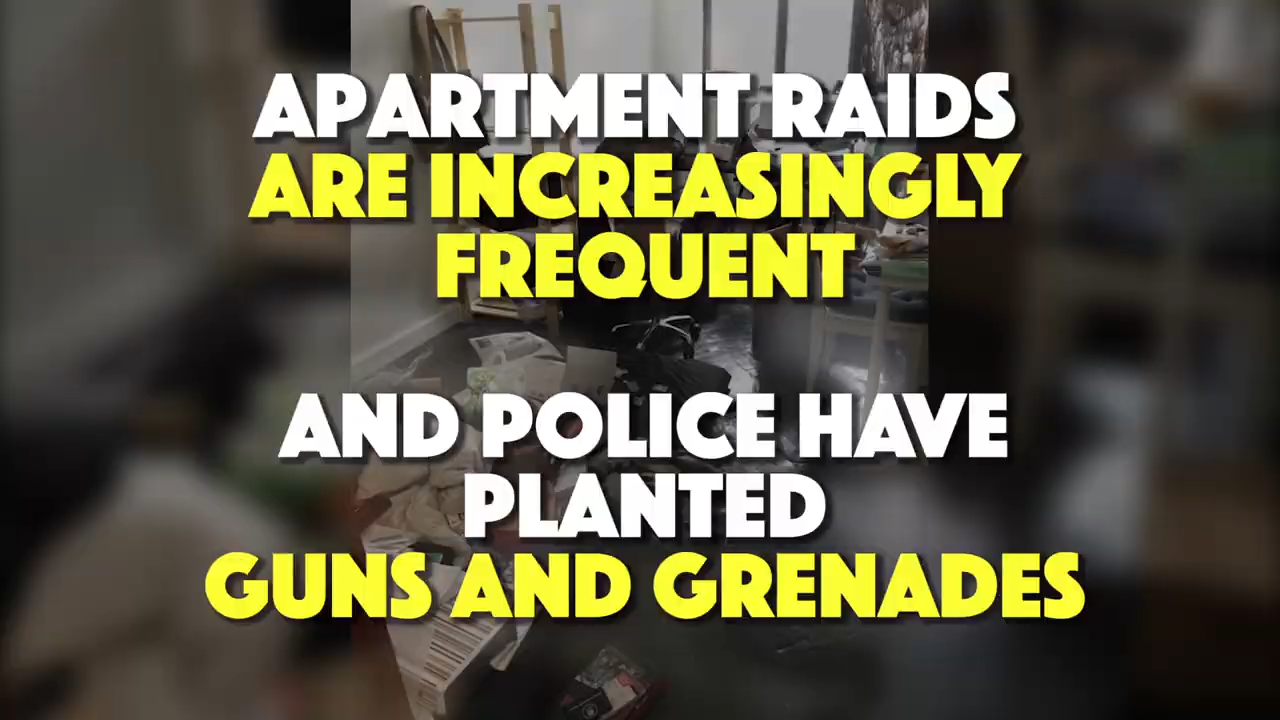 APARTMENT RAIDS
ARE INCREASINGLY
FREQUENT
AND POLICE HAVE
PLANTED
GUNS AND GRENADES